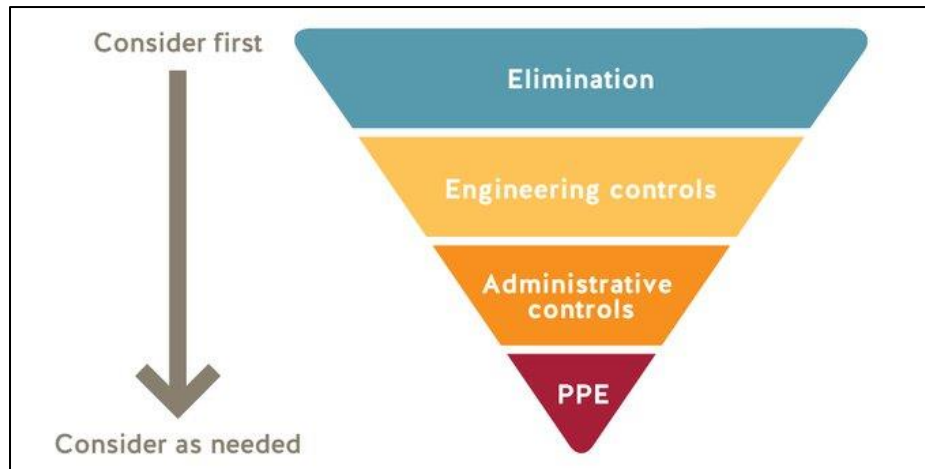 Consider first
Elimination
Engineering controls
Administrative
controls
PPE
Consider as needed